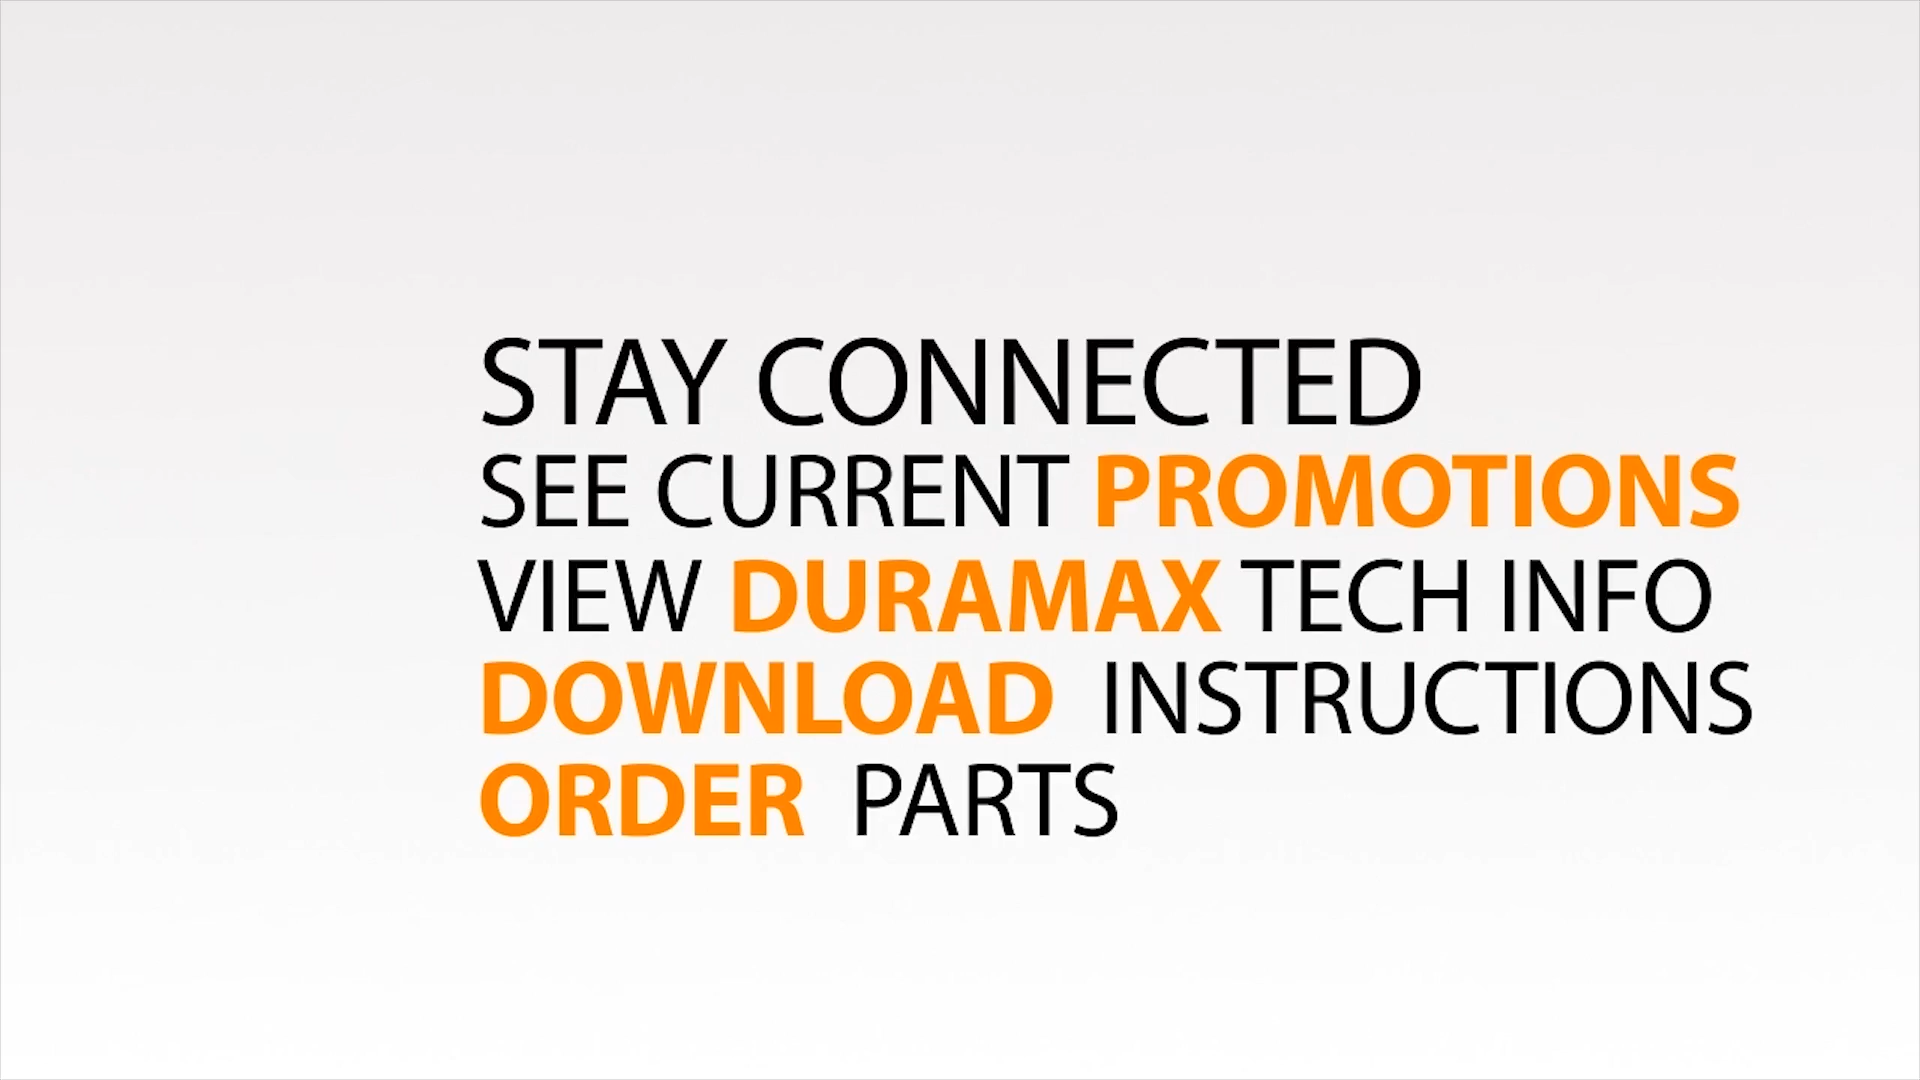 STAY CONNECTED
SEE CURRENT PROMOTIONS
VIEW DURAMAX TECH INFO
DOWNLOAD INSTRUCTIONS
ORDER PARTS